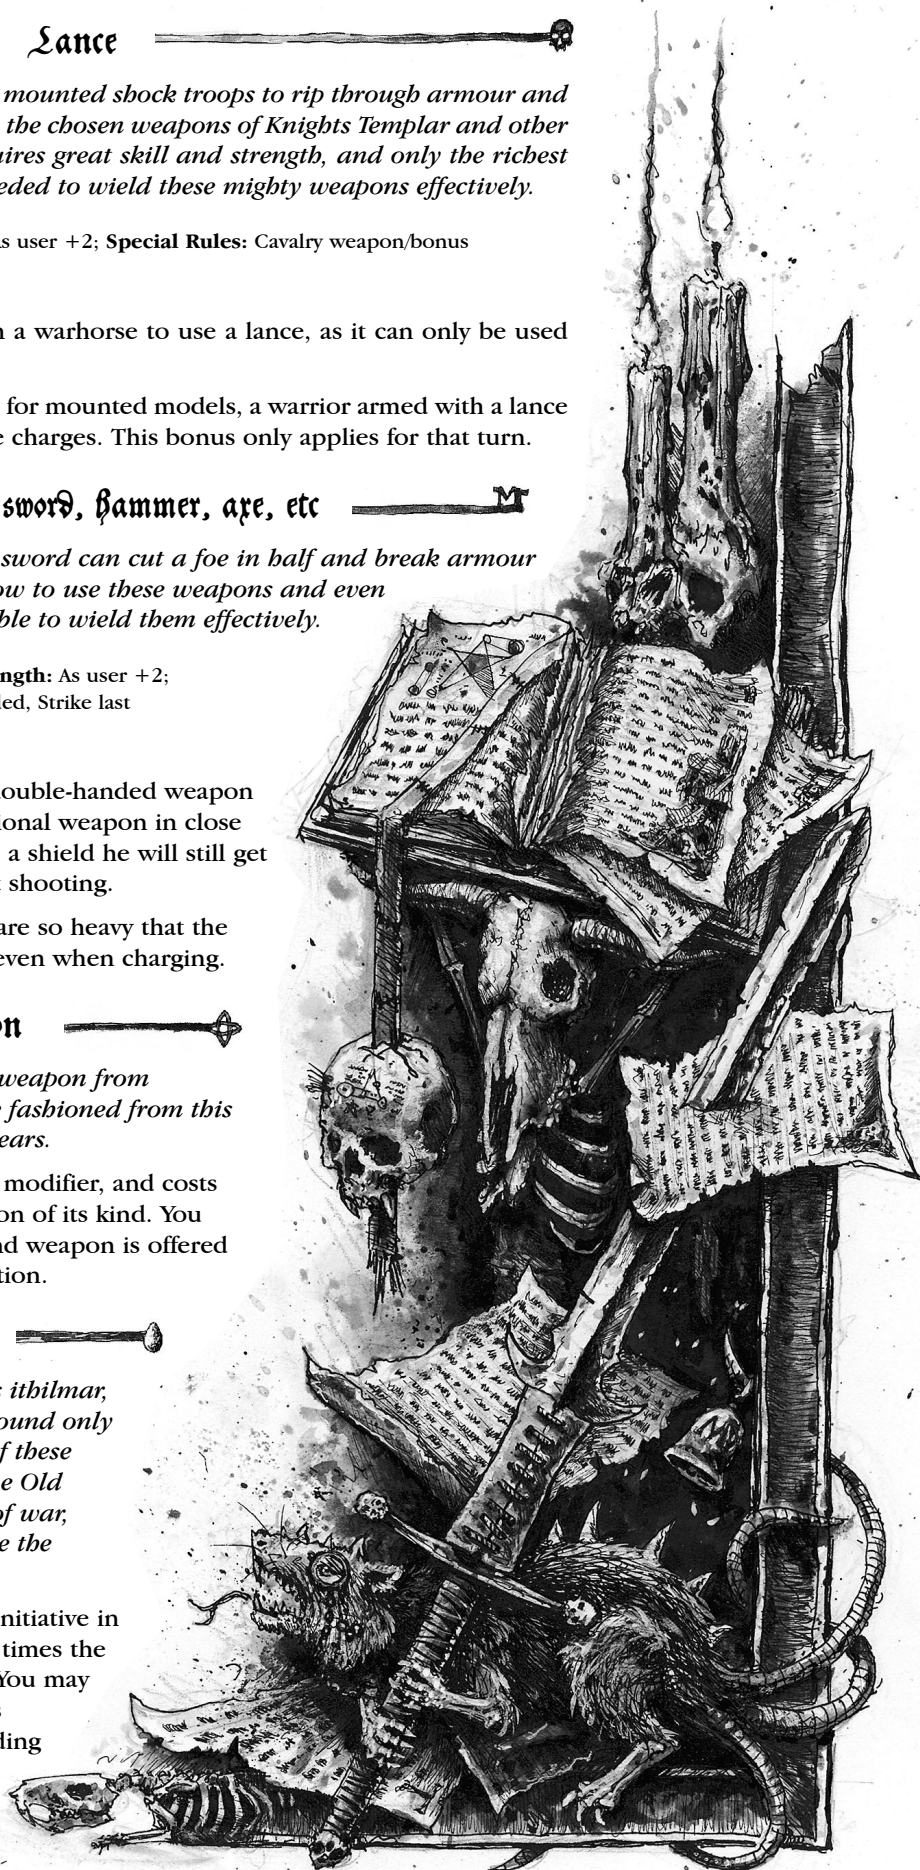 Lance
mounted shock troops to rip through armour and
the chosen weapons of Knights Templar and other
uires great skill and strength, and only the richest
eded to wield these mighty weapons effectively.
s user +2; Special Rules: Cavalry weapon/bonus
a warhorse to use a lance, as it can only be used
for mounted models, a warrior armed with a lance
e charges. This bonus only applies for that turn.
sword, hammer, axe, etc
sword can cut a foe in half and break armour
ow to use these weapons and even
ble to wield them effectively.
ngth: As user +2;
ed, Strike last
ouble-handed weapon
ional weapon in close
a shield he will still get
t shooting.
are so heavy that the
even when charging.
on
weapon from
fashioned from this
ears.
modifier, and costs
on of its kind. You
nd weapon is offered
tion.
ithilmar,
ound only
f these
e Old
of war,
e the
nitiative in
times the
You may
s
ding